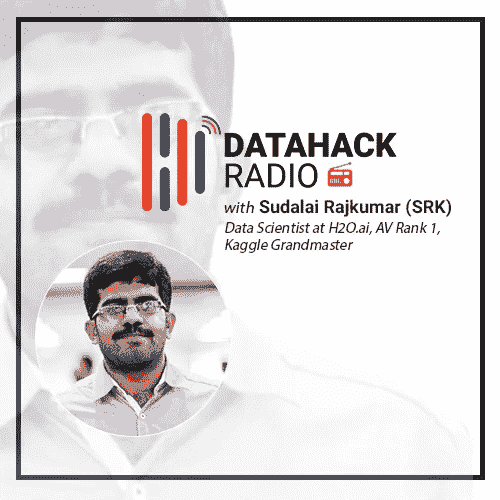 DATAHACK
RADIO
with Sudalai Rajkumar (SRK)
Data Scientist at H2O.ai, AV Rank 1,
Kaggle Grandmaster